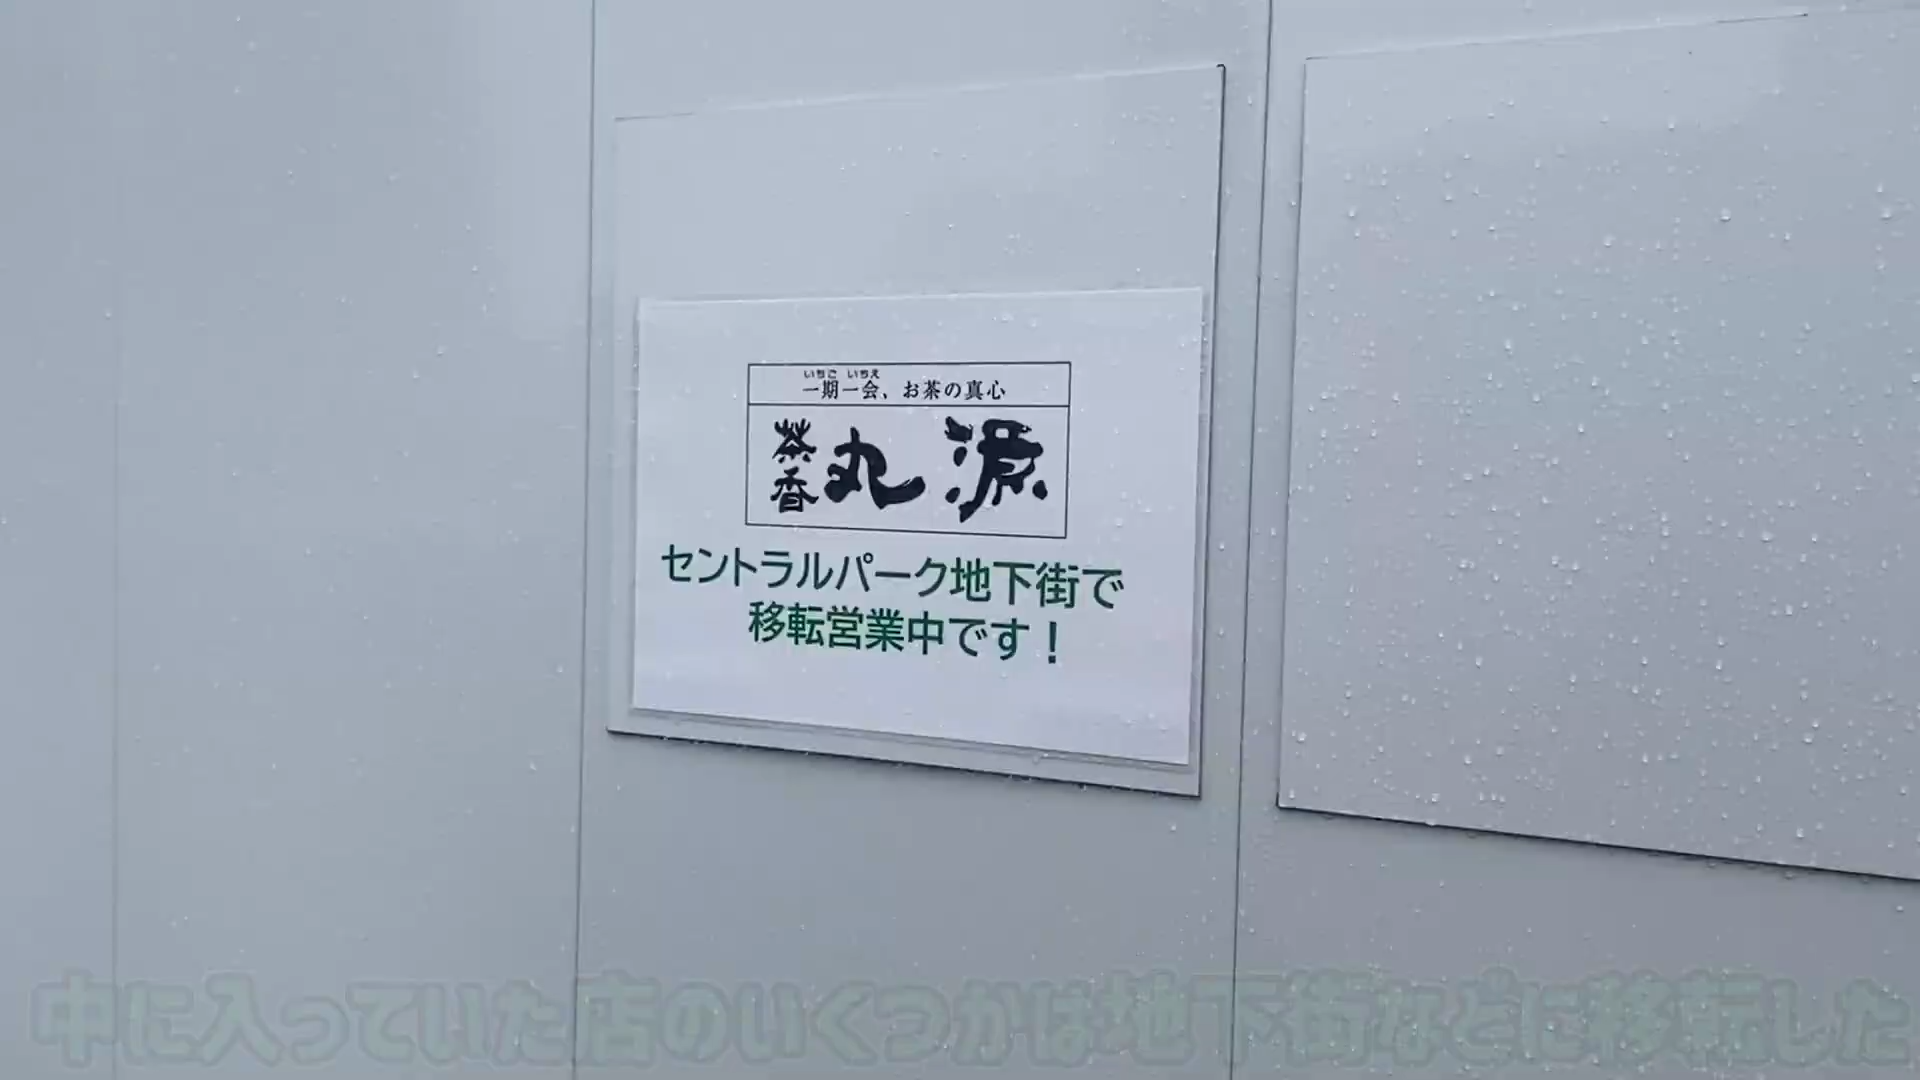 いちご いちえ
一期一会、お茶の真心
茶香 丸源
セントラルパーク地下街で
移転営業中です！
中に入っていた店のいくつかは地下街などに移転した